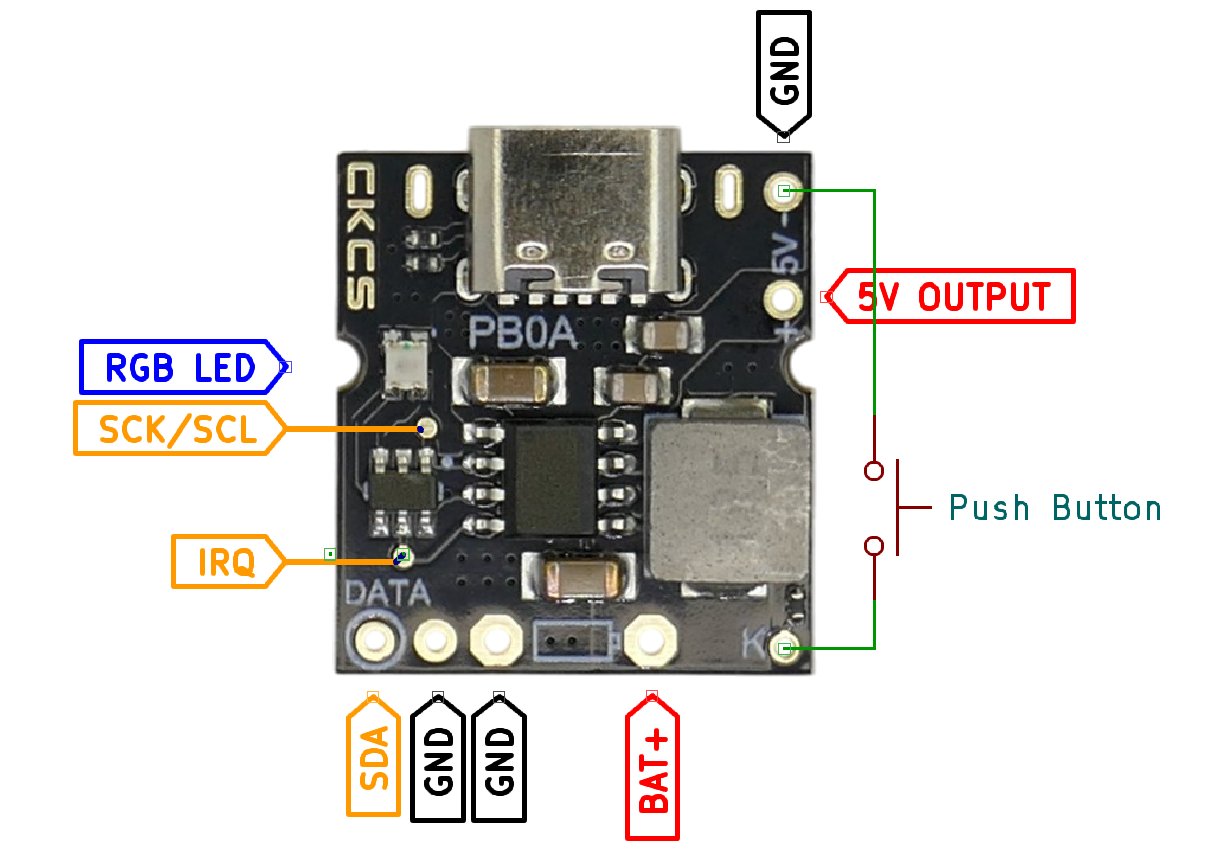 GND
CKCS
5V -
5V OUTPUT
+
PB0A
RGB LED
SCK/SCL
Push Button
IRQ
DATA
K
SDA
GND
GND
BAT+